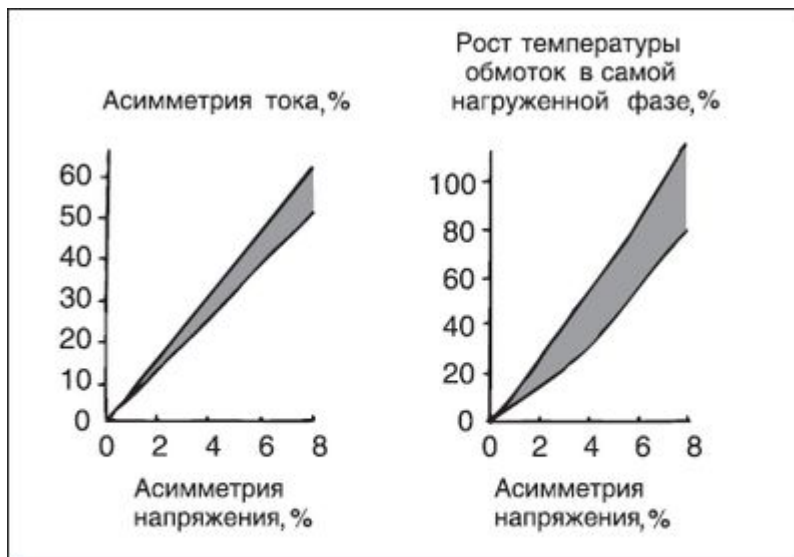 Асимметрия тока,%
60
50
40
30
20
10
0
0 2 4 6 8
Асимметрия
напряжения,%
Рост температуры
обмоток в самой
нагруженной фазе,%
100
80
60
40
20
0
0 2 4 6 8
Асимметрия
напряжения,%